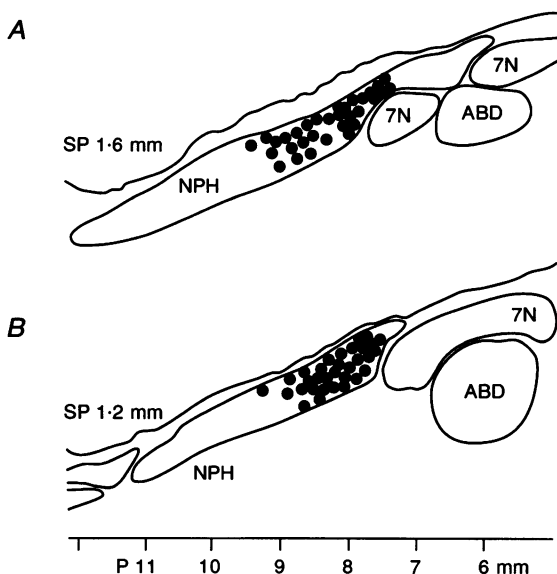 A
7N
7N
ABD
SP 1·6 mm
NPH
B
7N
SP 1·2 mm
ABD
NPH
P 11 10 9 8 7 6 mm